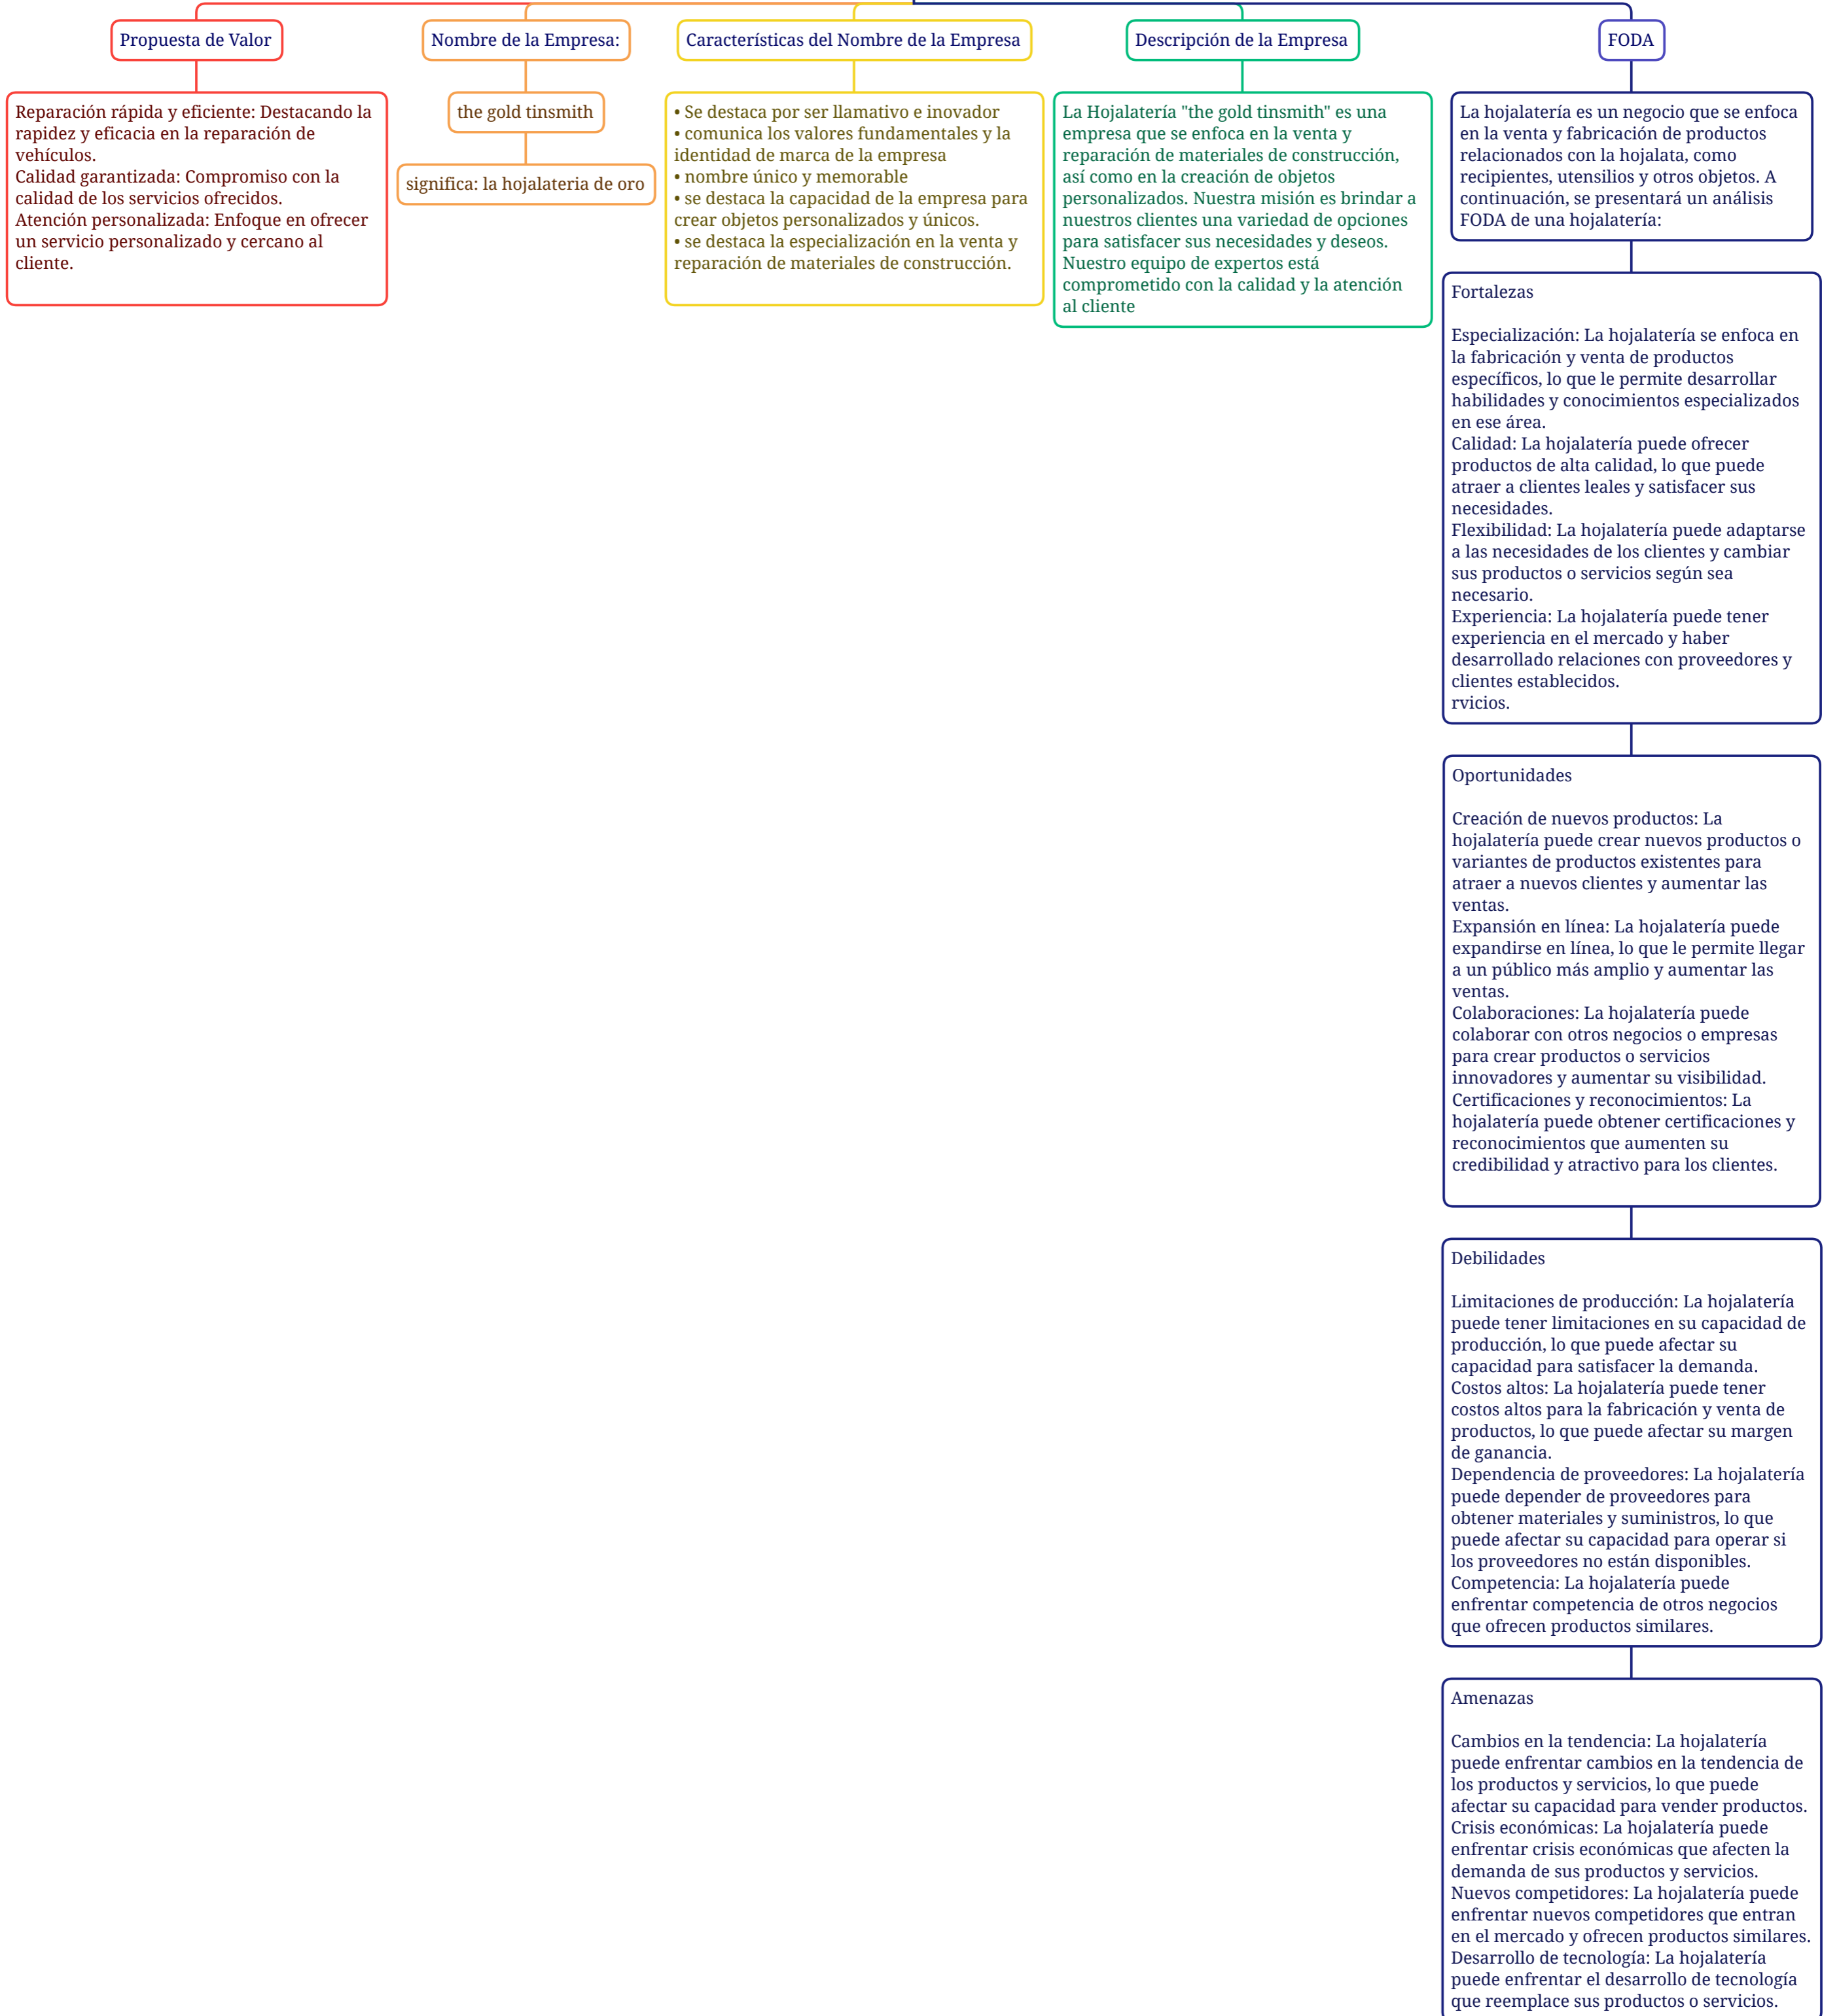 Propuesta de Valor
Reparación rápida y eficiente: Destacando la
rapidez y eficacia en la reparación de
vehículos.
Calidad garantizada: Compromiso con la
calidad de los servicios ofrecidos.
Atención personalizada: Enfoque en ofrecer
un servicio personalizado y cercano al
cliente.
Nombre de la Empresa:
the gold tinsmith
significa: la hojalateria de oro
Características del Nombre de la Empresa
• Se destaca por ser llamativo e inovador
• comunica los valores fundamentales y la
identidad de marca de la empresa
• nombre único y memorable
• se destaca la capacidad de la empresa para
crear objetos personalizados y únicos.
• se destaca la especialización en la venta y
reparación de materiales de construcción.
Descripción de la Empresa
La Hojalatería "the gold tinsmith" es una
empresa que se enfoca en la venta y
reparación de materiales de construcción,
así como en la creación de objetos
personalizados. Nuestra misión es brindar a
nuestros clientes una variedad de opciones
para satisfacer sus necesidades y deseos.
Nuestro equipo de expertos está
comprometido con la calidad y la atención
al cliente
FODA
La hojalatería es un negocio que se enfoca
en la venta y fabricación de productos
relacionados con la hojalata, como
recipientes, utensilios y otros objetos. A
continuación, se presentará un análisis
FODA de una hojalatería:
Fortalezas
Especialización: La hojalatería se enfoca en
la fabricación y venta de productos
específicos, lo que le permite desarrollar
habilidades y conocimientos especializados
en ese área.
Calidad: La hojalatería puede ofrecer
productos de alta calidad, lo que puede
atraer a clientes leales y satisfacer sus
necesidades.
Flexibilidad: La hojalatería puede adaptarse
a las necesidades de los clientes y cambiar
sus productos o servicios según sea
necesario.
Experiencia: La hojalatería puede tener
experiencia en el mercado y haber
desarrollado relaciones con proveedores y
clientes establecidos.
rvicios.
Oportunidades
Creación de nuevos productos: La
hojalatería puede crear nuevos productos o
variantes de productos existentes para
atraer a nuevos clientes y aumentar las
ventas.
Expansión en línea: La hojalatería puede
expandirse en línea, lo que le permite llegar
a un público más amplio y aumentar las
ventas.
Colaboraciones: La hojalatería puede
colaborar con otros negocios o empresas
para crear productos o servicios
innovadores y aumentar su visibilidad.
Certificaciones y reconocimientos: La
hojalatería puede obtener certificaciones y
reconocimientos que aumenten su
credibilidad y atractivo para los clientes.
Debilidades
Limitaciones de producción: La hojalatería
puede tener limitaciones en su capacidad de
producción, lo que puede afectar su
capacidad para satisfacer la demanda.
Costos altos: La hojalatería puede tener
costos altos para la fabricación y venta de
productos, lo que puede afectar su margen
de ganancia.
Dependencia de proveedores: La hojalatería
puede depender de proveedores para
obtener materiales y suministros, lo que
puede afectar su capacidad para operar si
los proveedores no están disponibles.
Competencia: La hojalatería puede
enfrentar competencia de otros negocios
que ofrecen productos similares.
Amenazas
Cambios en la tendencia: La hojalatería
puede enfrentar cambios en la tendencia de
los productos y servicios, lo que puede
afectar su capacidad para vender productos.
Crisis económicas: La hojalatería puede
enfrentar crisis económicas que afecten la
demanda de sus productos y servicios.
Nuevos competidores: La hojalatería puede
enfrentar nuevos competidores que entran
en el mercado y ofrecen productos similares.
Desarrollo de tecnología: La hojalatería
puede enfrentar el desarrollo de tecnología
que reemplace sus productos o servicios.